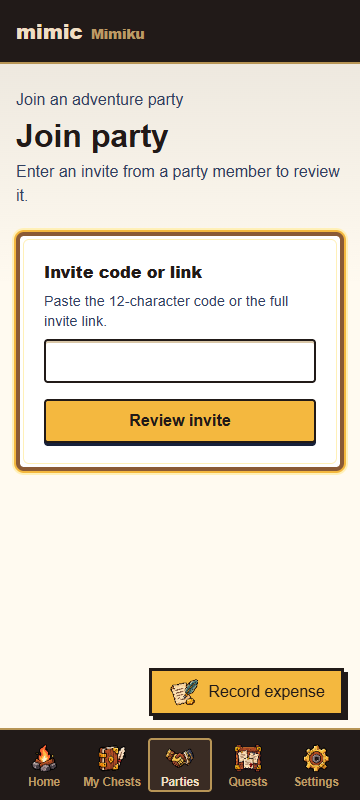 mimic Mimiku
Join an adventure party
Join party
Enter an invite from a party member to review
it.
Invite code or link
Paste the 12-character code or the full
invite link.
Review invite
Record expense
Home My Chests Parties Quests Settings